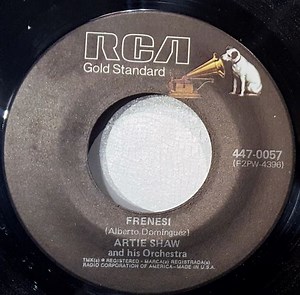 RCA
Gold Standard
447-0057
(E2PW-4396)
FRENESI
(Alberto Dominguez)
ARTIE SHAW
and his Orchestra
TMK(s) ® REGISTERED - MARCA(s) REGISTRADA(s)
RADIO CORPORATION OF AMERICA - MADE IN U.S.A.